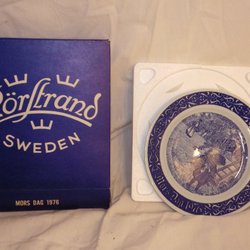 Rörstrand
SWEDEN
MORS DAG 1976